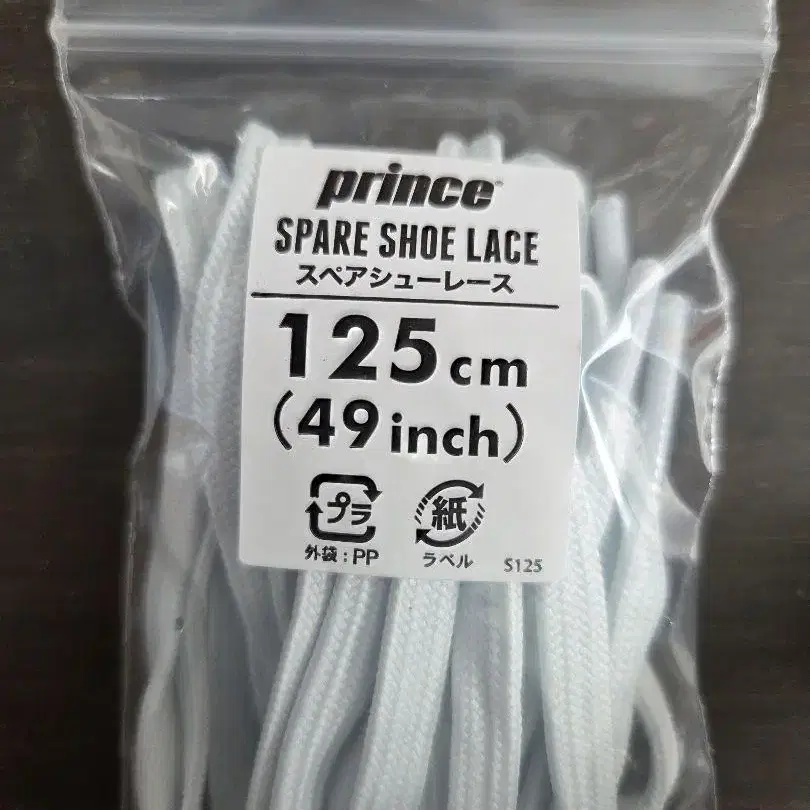 prince
SPARE SHOE LACE
スペアシューレース
125cm
(49inch)
プラ 紙
外袋:PP ラベル S125